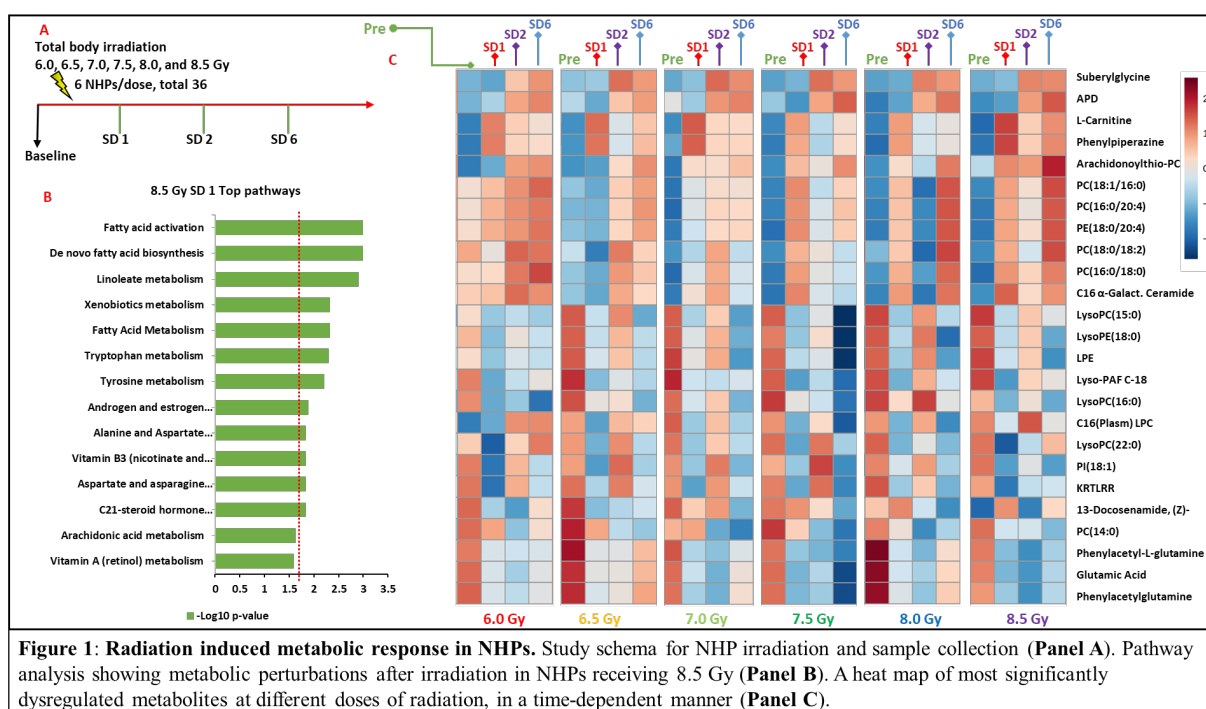 A
Total body irradiation
6.0, 6.5, 7.0, 7.5, 8.0, and 8.5 Gy
6 NHPs/dose, total 36
Baseline
SD 1
SD 2
SD 6
B
8.5 Gy SD 1 Top pathways
Fatty acid activation
De novo fatty acid biosynthesis
Linoleate metabolism
Xenobiotics metabolism
Fatty Acid Metabolism
Tryptophan metabolism
Tyrosine metabolism
Androgen and estrogen...
Alanine and Aspartate...
Vitamin B3 (nicotinate and...
Aspartate and asparagine...
C21-steroid hormone...
Arachidonic acid metabolism
Vitamin A (retinol) metabolism
0 0.5 1 1.5 2 2.5 3 3.5
-Log10 p-value
C
Pre SD1 SD2 SD6
Pre SD1 SD2 SD6
Pre SD1 SD2 SD6
Pre SD1 SD2 SD6
Pre SD1 SD2 SD6
Pre SD1 SD2 SD6
Suberylglycine
APD
L-Carnitine
Phenylpiperazine
Arachidonoylthio-PC
PC(18:1/16:0)
PC(16:0/20:4)
PE(18:0/20:4)
PC(18:0/18:2)
PC(16:0/18:0)
C16 α-Galact. Ceramide
LysoPC(15:0)
LysoPE(18:0)
LPE
Lyso-PAF C-18
LysoPC(16:0)
C16(Plasm) LPC
LysoPC(22:0)
PI(18:1)
KRTLRR
13-Docosenamide, (Z)-
PC(14:0)
Phenylacetyl-L-glutamine
Glutamic Acid
Phenylacetylglutamine
2
1
0
6.0 Gy 6.5 Gy 7.0 Gy 7.5 Gy 8.0 Gy 8.5 Gy
Figure 1: Radiation induced metabolic response in NHPs. Study schema for NHP irradiation and sample collection (Panel A). Pathway
analysis showing metabolic perturbations after irradiation in NHPs receiving 8.5 Gy (Panel B). A heat map of most significantly
dysregulated metabolites at different doses of radiation, in a time-dependent manner (Panel C).